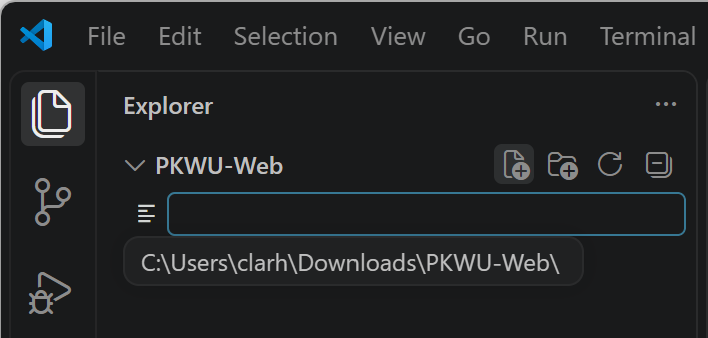 File Edit Selection View Go Run Terminal
Explorer
PKWU-Web
C:\Users\clarh\Downloads\PKWU-Web\